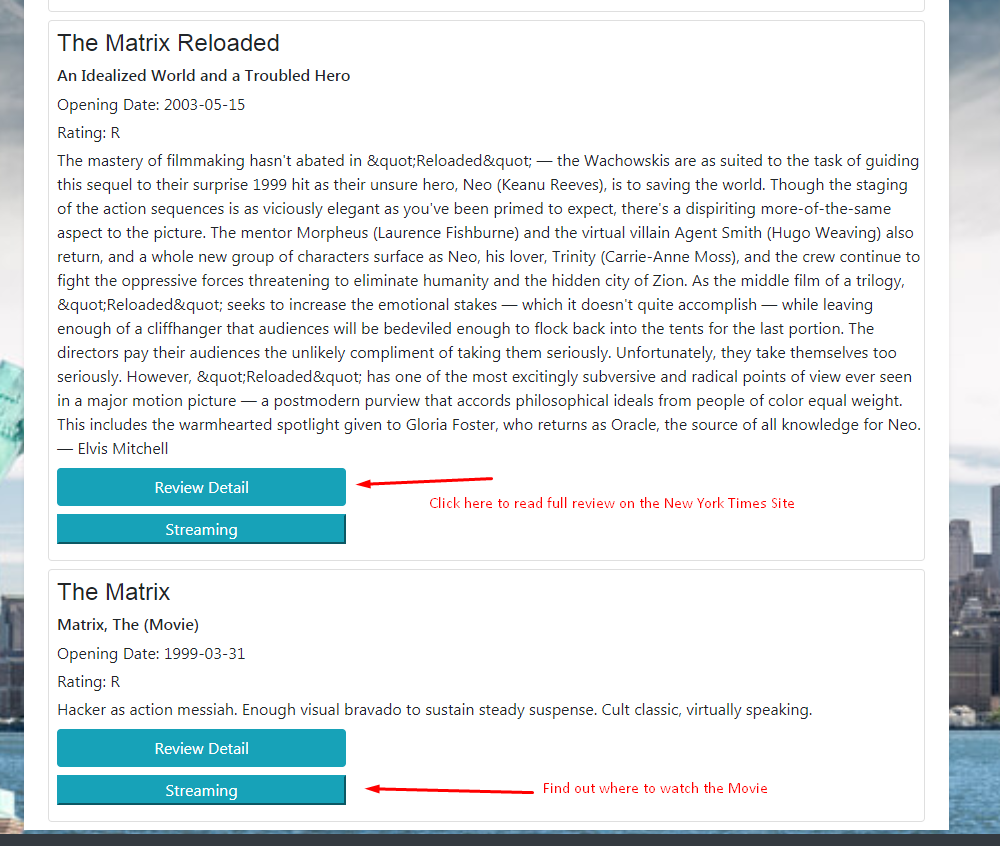 The Matrix Reloaded
An Idealized World and a Troubled Hero
Opening Date: 2003-05-15
Rating: R
The mastery of filmmaking hasn't abated in &quot;Reloaded&quot; — the Wachowskis are as suited to the task of guiding
this sequel to their surprise 1999 hit as their unsure hero, Neo (Keanu Reeves), is to saving the world. Though the staging
of the action sequences is as viciously elegant as you've been primed to expect, there's a dispiriting more-of-the-same
aspect to the picture. The mentor Morpheus (Laurence Fishburne) and the virtual villain Agent Smith (Hugo Weaving) also
return, and a whole new group of characters surface as Neo, his lover, Trinity (Carrie-Anne Moss), and the crew continue to
fight the oppressive forces threatening to eliminate humanity and the hidden city of Zion. As the middle film of a trilogy,
&quot;Reloaded&quot; seeks to increase the emotional stakes — which it doesn't quite accomplish — while leaving
enough of a cliffhanger that audiences will be bedeviled enough to flock back into the tents for the last portion. The
directors pay their audiences the unlikely compliment of taking them seriously. Unfortunately, they take themselves too
seriously. However, &quot;Reloaded&quot; has one of the most excitingly subversive and radical points of view ever seen
in a major motion picture — a postmodern purview that accords philosophical ideals from people of color equal weight.
This includes the warmhearted spotlight given to Gloria Foster, who returns as Oracle, the source of all knowledge for Neo.
— Elvis Mitchell
Review Detail
Click here to read full review on the New York Times Site
Streaming
The Matrix
Matrix, The (Movie)
Opening Date: 1999-03-31
Rating: R
Hacker as action messiah. Enough visual bravado to sustain steady suspense. Cult classic, virtually speaking.
Review Detail
Streaming
Find out where to watch the Movie